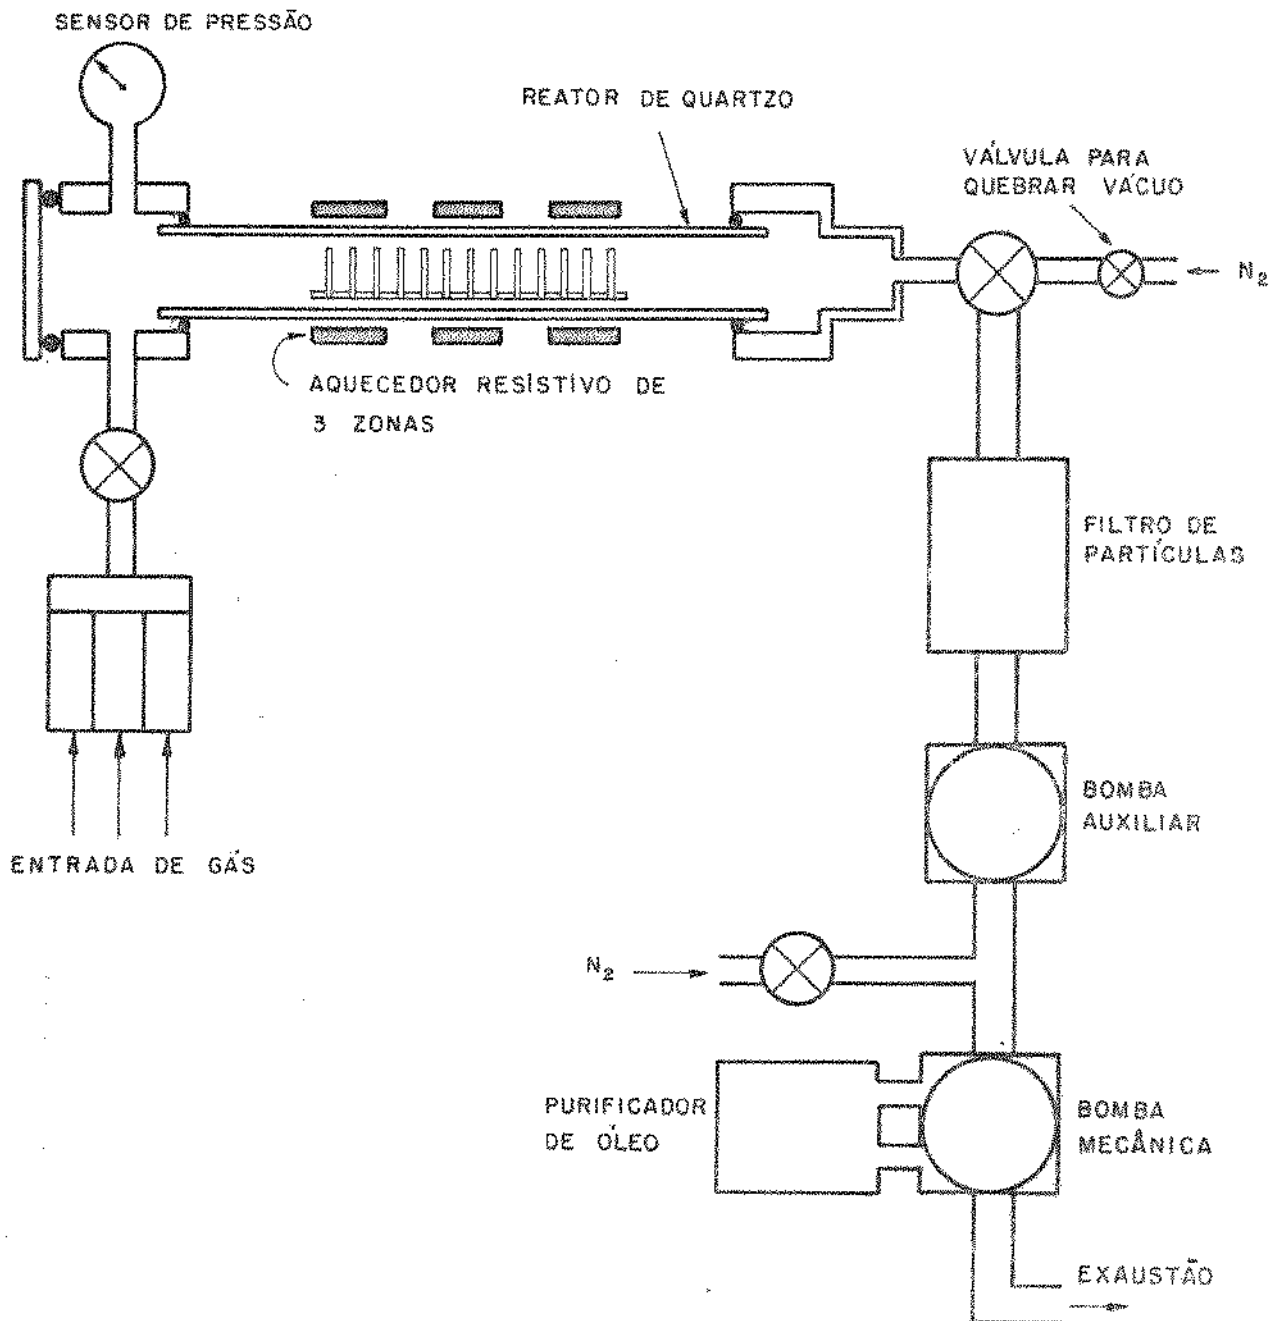 SENSOR DE PRESSÃO
REATOR DE QUARTZO
VÁLVULA PARA
QUEBRAR VÁCUO
N₂
AQUECEDOR RESISTIVO DE
3 ZONAS
FILTRO DE
PARTÍCULAS
BOMBA
AUXILIAR
ENTRADA DE GÁS
N₂
PURIFICADOR
DE ÓLEO
BOMBA
MECÂNICA
EXAUSTÃO